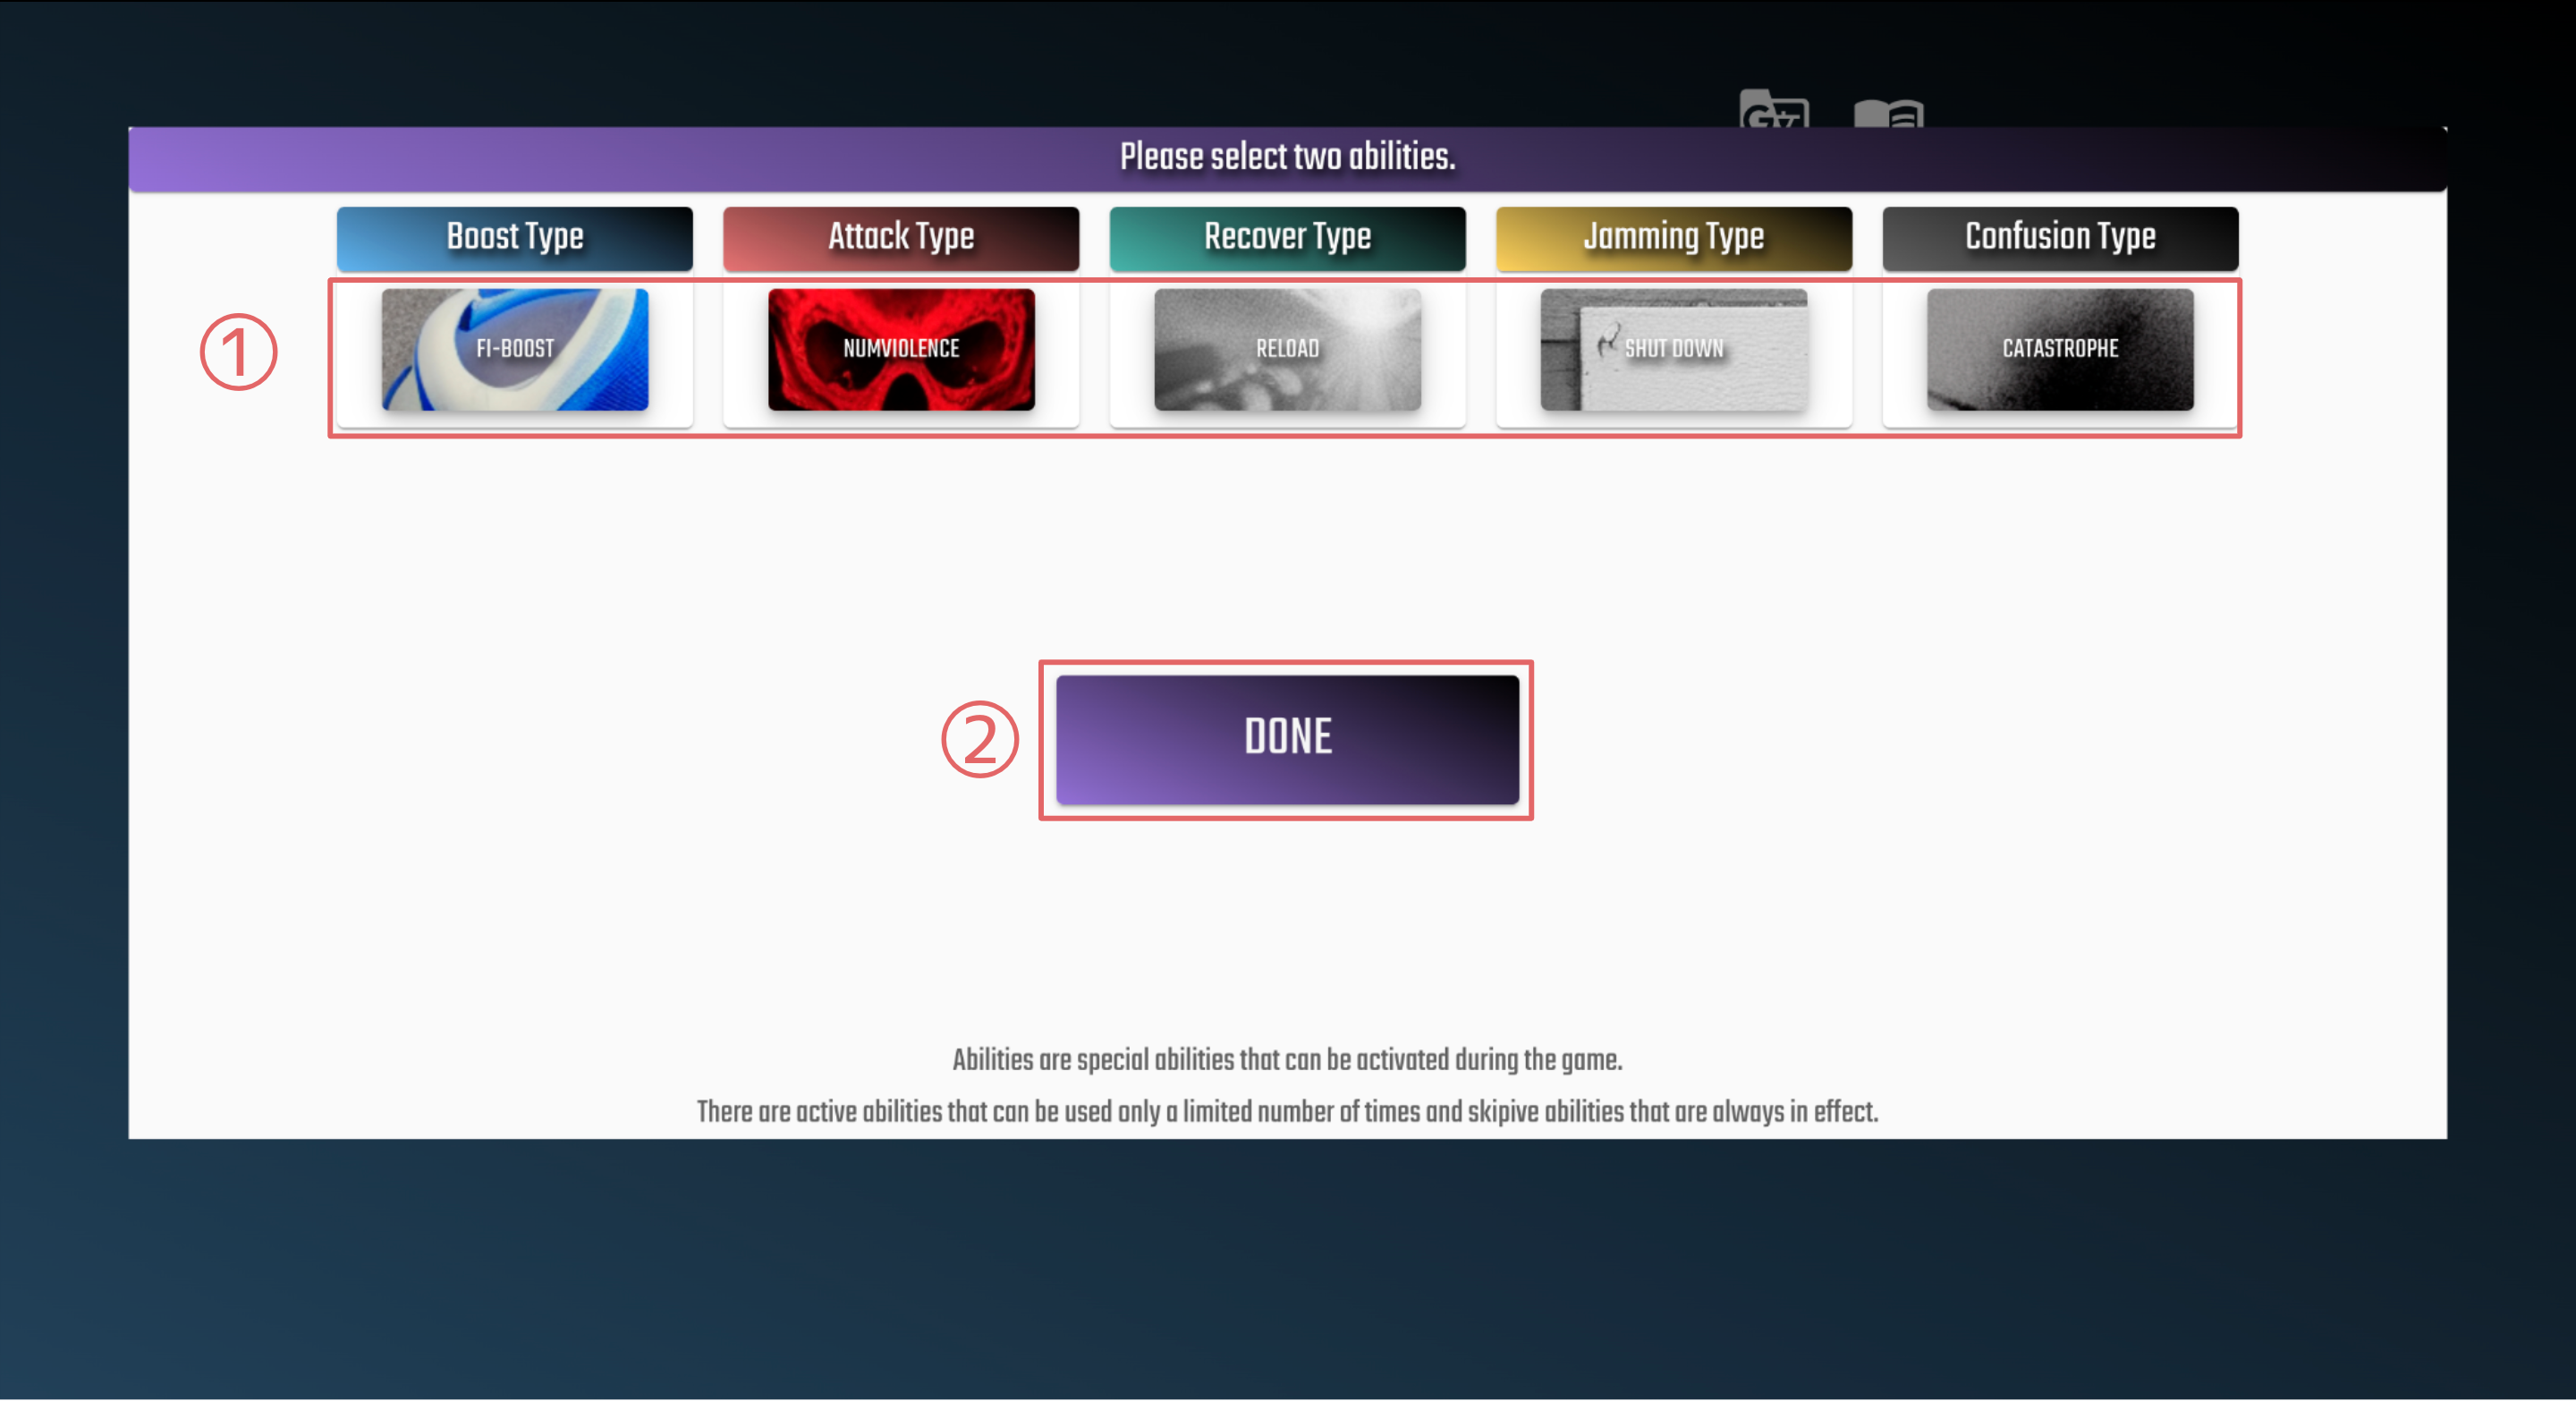 Please select two abilities.
Boost Type Attack Type Recover Type Jamming Type Confusion Type
① FI-BOOST NUMVIOLENCE RELOAD SHUT DOWN CATASTROPHE
② DONE
Abilities are special abilities that can be activated during the game.
There are active abilities that can be used only a limited number of times and skipive abilities that are always in effect.